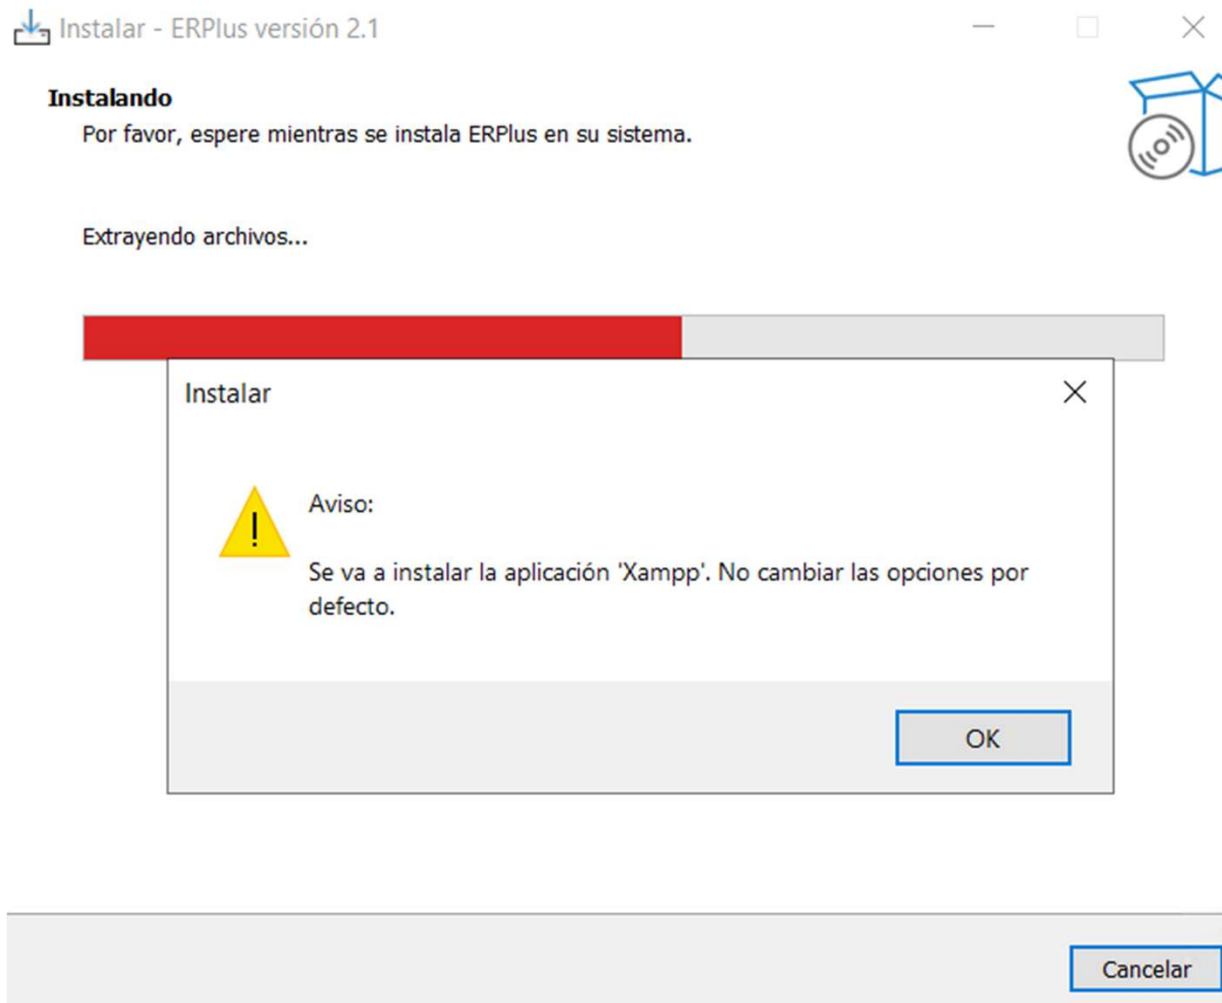 Instalar - ERPlus versión 2.1
Instalando
Por favor, espere mientras se instala ERPlus en su sistema.
Extrayendo archivos...
Instalar
Aviso:
Se va a instalar la aplicación 'Xampp'. No cambiar las opciones por
defecto.
OK
Cancelar